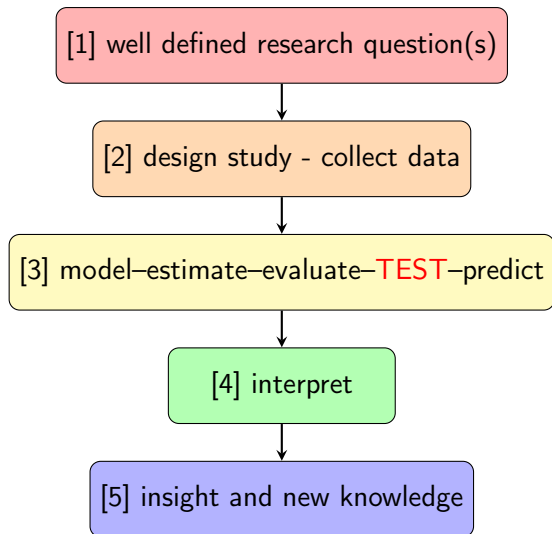 [1] well defined research question(s)
[2] design study - collect data
[3] model–estimate–evaluate–TEST–predict
[4] interpret
[5] insight and new knowledge